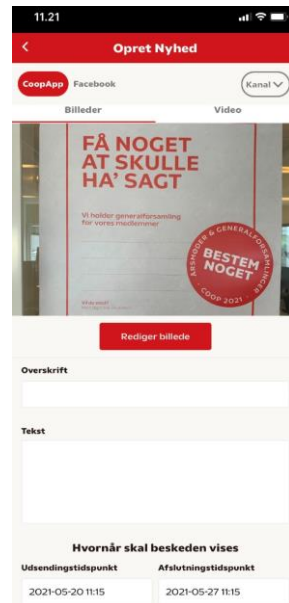 11.21
Opret Nyhed
CoopApp Facebook Kanal
Billeder Video
FÅ NOGET
AT SKULLE
HA' SAGT
Vi holder generalforsamling
for vores medlemmer
ÅRSMØDER & GENERALFORSAMLINGER
BESTEM
NOGET
COOP 2021
Rediger billede
Overskrift
Tekst
Hvornår skal beskeden vises
Udsendingstidspunkt Afslutningstidspunkt
2021-05-20 11:15 2021-05-27 11:15